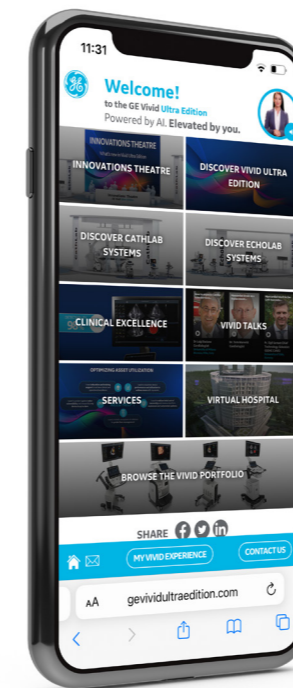 11:31
Welcome!
to the GE Vivid Ultra Edition
Powered by AI. Elevated by you.
INNOVATIONS THEATRE
INNOVATIONS THEATRE
DISCOVER VIVID ULTRA
EDITION
DISCOVER CATHLAB
SYSTEMS
DISCOVER ECHOLAB
SYSTEMS
CLINICAL EXCELLENCE
VIVID TALKS
OPTIMIZING ASSET UTILIZATION
SERVICES
VIRTUAL HOSPITAL
BROWSE THE VIVID PORTFOLIO
SHARE
MY VIVID EXPERIENCE
CONTACT US
AA
gevividultraedition.com